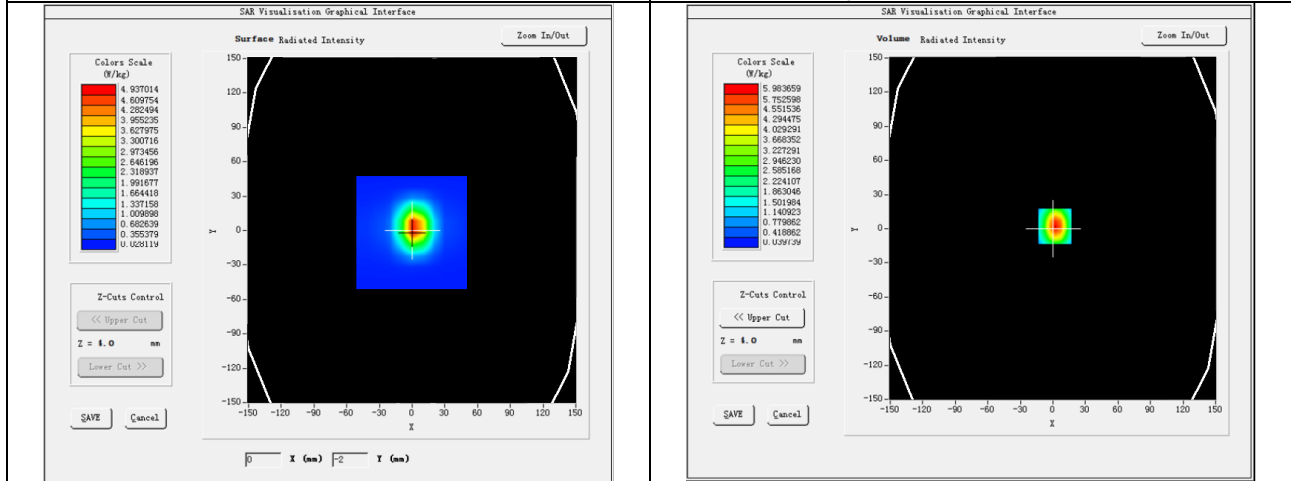 SAR Visualisation Graphical Interface
Surface Radiated Intensity
Zoom In/Out
Colors Scale
(W/kg)
4.937014
4.609754
4.282494
3.955235
3.627975
3.300716
2.973456
2.646196
2.318937
1.991677
1.664418
1.337158
1.009898
0.682639
0.355379
0.028119
150
120
90
60
30
0
-30
-60
-90
-120
-150
Y
-150 -120 -90 -60 -30 0 30 60 90 120 150
X
Z-Cuts Control
<< Upper Cut
Z = 4.0 mm
Lower Cut >>
SAVE Cancel
0 X (mm) -2 Y (mm)
SAR Visualisation Graphical Interface
Volume Radiated Intensity
Zoom In/Out
Colors Scale
(W/kg)
5.983659
5.752598
4.551536
4.294475
4.029291
3.668352
3.227291
2.946230
2.585168
2.224107
1.863046
1.501984
1.140923
0.779862
0.418862
0.039739
150
120
90
60
30
0
-30
-60
-90
-120
-150
Y
-150 -120 -90 -60 -30 0 30 60 90 120 150
X
Z-Cuts Control
<< Upper Cut
Z = 4.0 mm
Lower Cut >>
SAVE Cancel